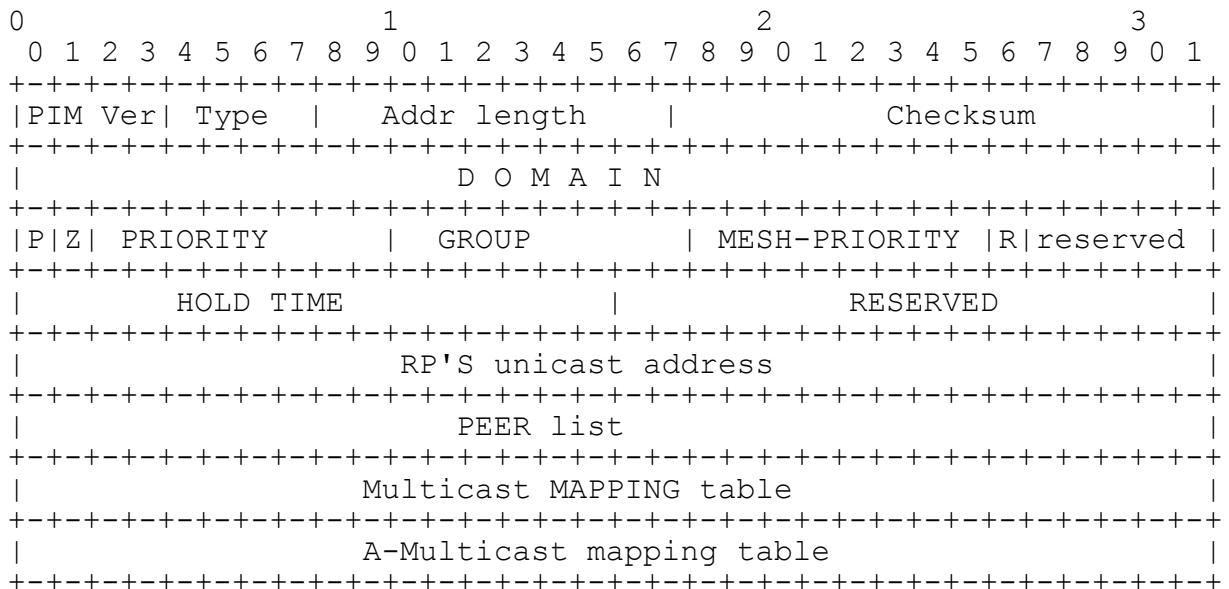 0                   1                   2                   3
 0 1 2 3 4 5 6 7 8 9 0 1 2 3 4 5 6 7 8 9 0 1 2 3 4 5 6 7 8 9 0 1
+-+-+-+-+-+-+-+-+-+-+-+-+-+-+-+-+-+-+-+-+-+-+-+-+-+-+-+-+-+-+-+-+
|PIM Ver| Type  |   Addr length    |           Checksum         |
+-+-+-+-+-+-+-+-+-+-+-+-+-+-+-+-+-+-+-+-+-+-+-+-+-+-+-+-+-+-+-+-+
|                       D O M A I N                             |
+-+-+-+-+-+-+-+-+-+-+-+-+-+-+-+-+-+-+-+-+-+-+-+-+-+-+-+-+-+-+-+-+
|P|Z| PRIORITY      |  GROUP        | MESH-PRIORITY |R|reserved |
+-+-+-+-+-+-+-+-+-+-+-+-+-+-+-+-+-+-+-+-+-+-+-+-+-+-+-+-+-+-+-+-+
|        HOLD TIME              |            RESERVED           |
+-+-+-+-+-+-+-+-+-+-+-+-+-+-+-+-+-+-+-+-+-+-+-+-+-+-+-+-+-+-+-+-+
|                    RP'S unicast address                       |
+-+-+-+-+-+-+-+-+-+-+-+-+-+-+-+-+-+-+-+-+-+-+-+-+-+-+-+-+-+-+-+-+
|                       PEER list                               |
+-+-+-+-+-+-+-+-+-+-+-+-+-+-+-+-+-+-+-+-+-+-+-+-+-+-+-+-+-+-+-+-+
|                  Multicast MAPPING table                      |
+-+-+-+-+-+-+-+-+-+-+-+-+-+-+-+-+-+-+-+-+-+-+-+-+-+-+-+-+-+-+-+-+
|                  A-Multicast mapping table                    |
+-+-+-+-+-+-+-+-+-+-+-+-+-+-+-+-+-+-+-+-+-+-+-+-+-+-+-+-+-+-+-+-+